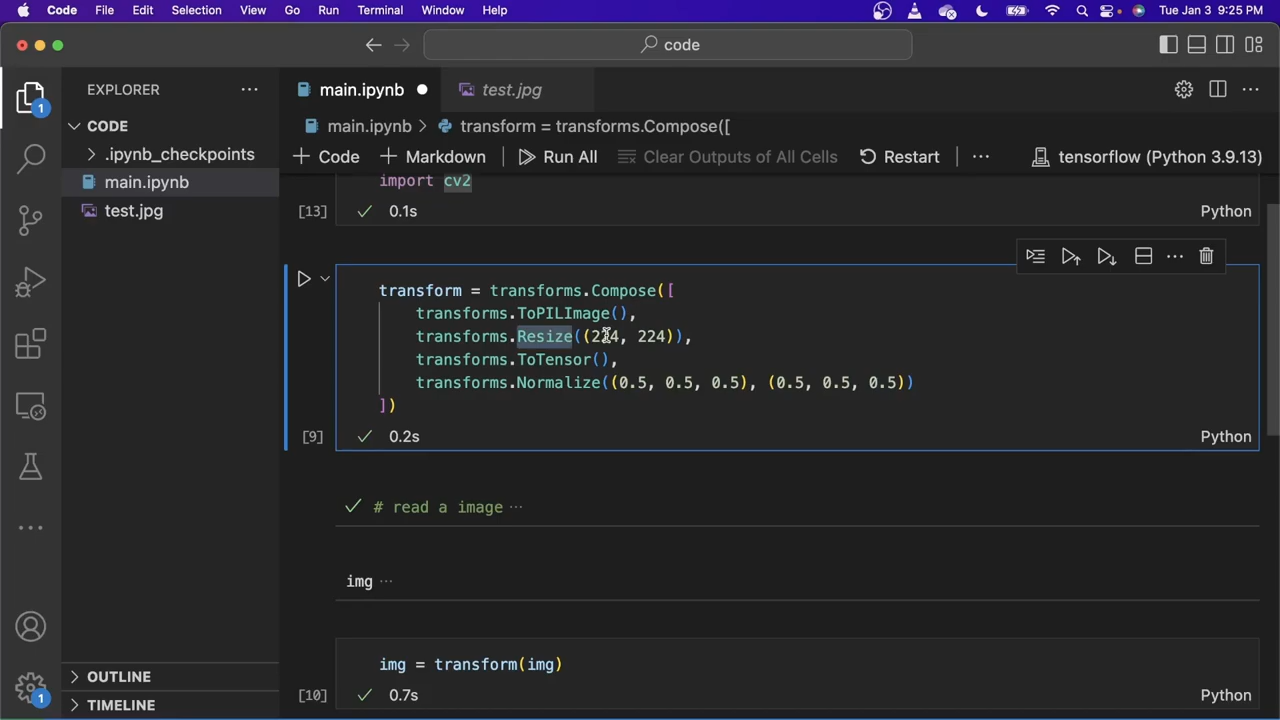 Code File Edit Selection View Go Run Terminal Window Help Tue Jan 3 9:25 PM
code
EXPLORER ···
main.ipynb
test.jpg
CODE
main.ipynb > transform = transforms.Compose([
.ipynb_checkpoints
+ Code + Markdown Run All Clear Outputs of All Cells Restart ··· tensorflow (Python 3.9.13)
main.ipynb
test.jpg
import cv2
[13] 0.1s Python
transform = transforms.Compose([
transforms.ToPILImage(),
transforms.Resize((224, 224)),
transforms.ToTensor(),
transforms.Normalize((0.5, 0.5, 0.5), (0.5, 0.5, 0.5))
])
[9] 0.2s Python
# read a image ···
img ···
img = transform(img)
[10] 0.7s Python
OUTLINE
TIMELINE
1
1